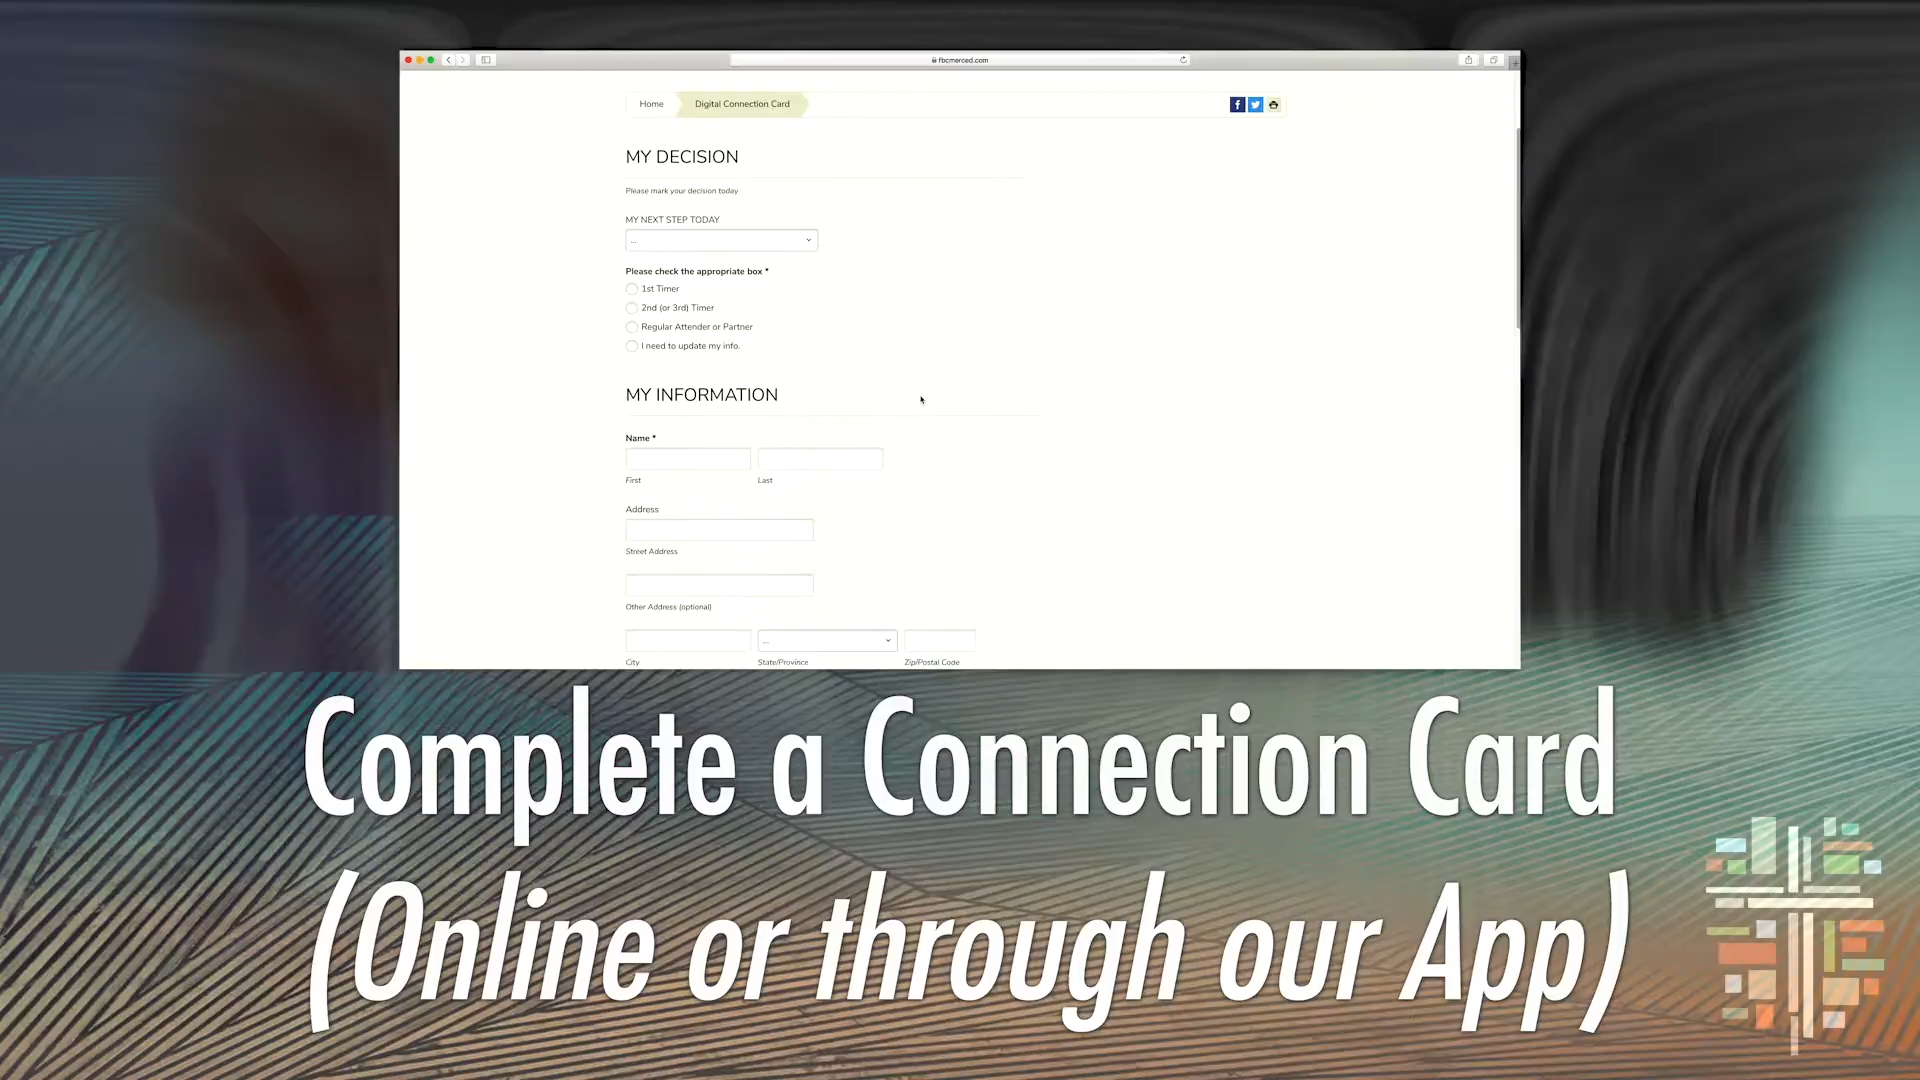 fbcmerced.com
Home Digital Connection Card
MY DECISION
Please mark your decision today
MY NEXT STEP TODAY
...
Please check the appropriate box *
1st Timer
2nd (or 3rd) Timer
Regular Attender or Partner
I need to update my info.
MY INFORMATION
Name *
First Last
Address
Street Address
Other Address (optional)
...
City State/Province Zip/Postal Code
Complete a Connection Card
(Online or through our App)